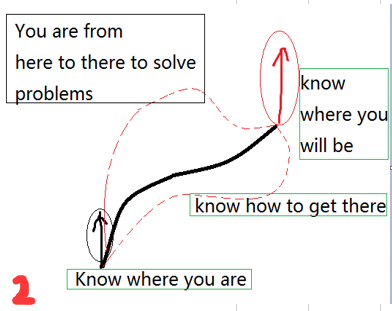 You are from
here to there to solve
problems
know
where you
will be
know how to get there
Know where you are
2